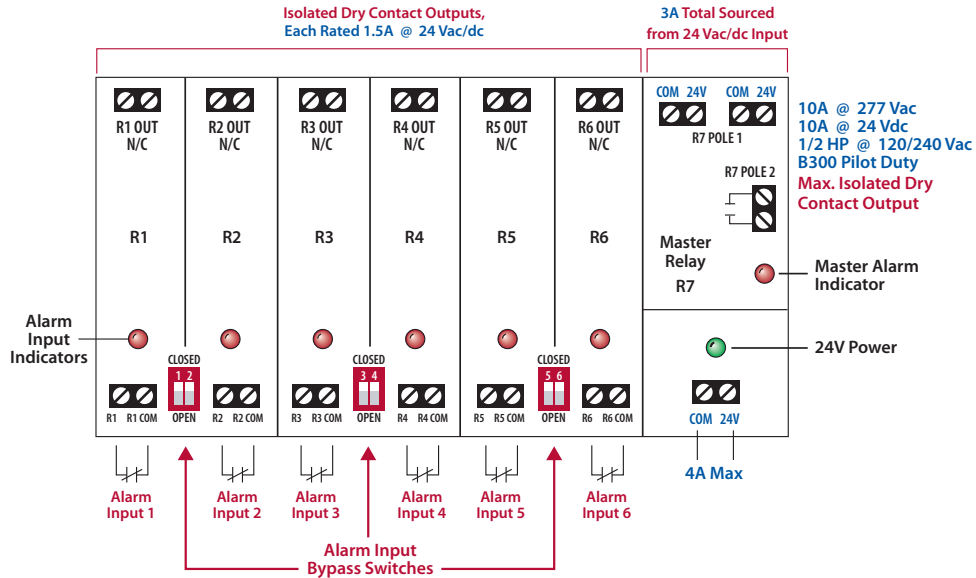 Isolated Dry Contact Outputs,
Each Rated 1.5A @ 24 Vac/dc
3A Total Sourced
from 24 Vac/dc Input
R1 OUT
N/C
R2 OUT
N/C
R3 OUT
N/C
R4 OUT
N/C
R5 OUT
N/C
R6 OUT
N/C
COM 24V
COM 24V
R7 POLE 1
R7 POLE 2
10A @ 277 Vac
10A @ 24 Vdc
1/2 HP @ 120/240 Vac
B300 Pilot Duty
Max. Isolated Dry
Contact Output
R1
R2
R3
R4
R5
R6
Master
Relay
R7
Master Alarm
Indicator
Alarm
Input
Indicators
24V Power
CLOSED
1 2
OPEN
CLOSED
3 4
OPEN
CLOSED
5 6
OPEN
R1 R1 COM
R2 R2 COM
R3 R3 COM
R4 R4 COM
R5 R5 COM
R6 R6 COM
COM 24V
4A Max
Alarm
Input 1
Alarm
Input 2
Alarm
Input 3
Alarm
Input 4
Alarm
Input 5
Alarm
Input 6
Alarm Input
Bypass Switches